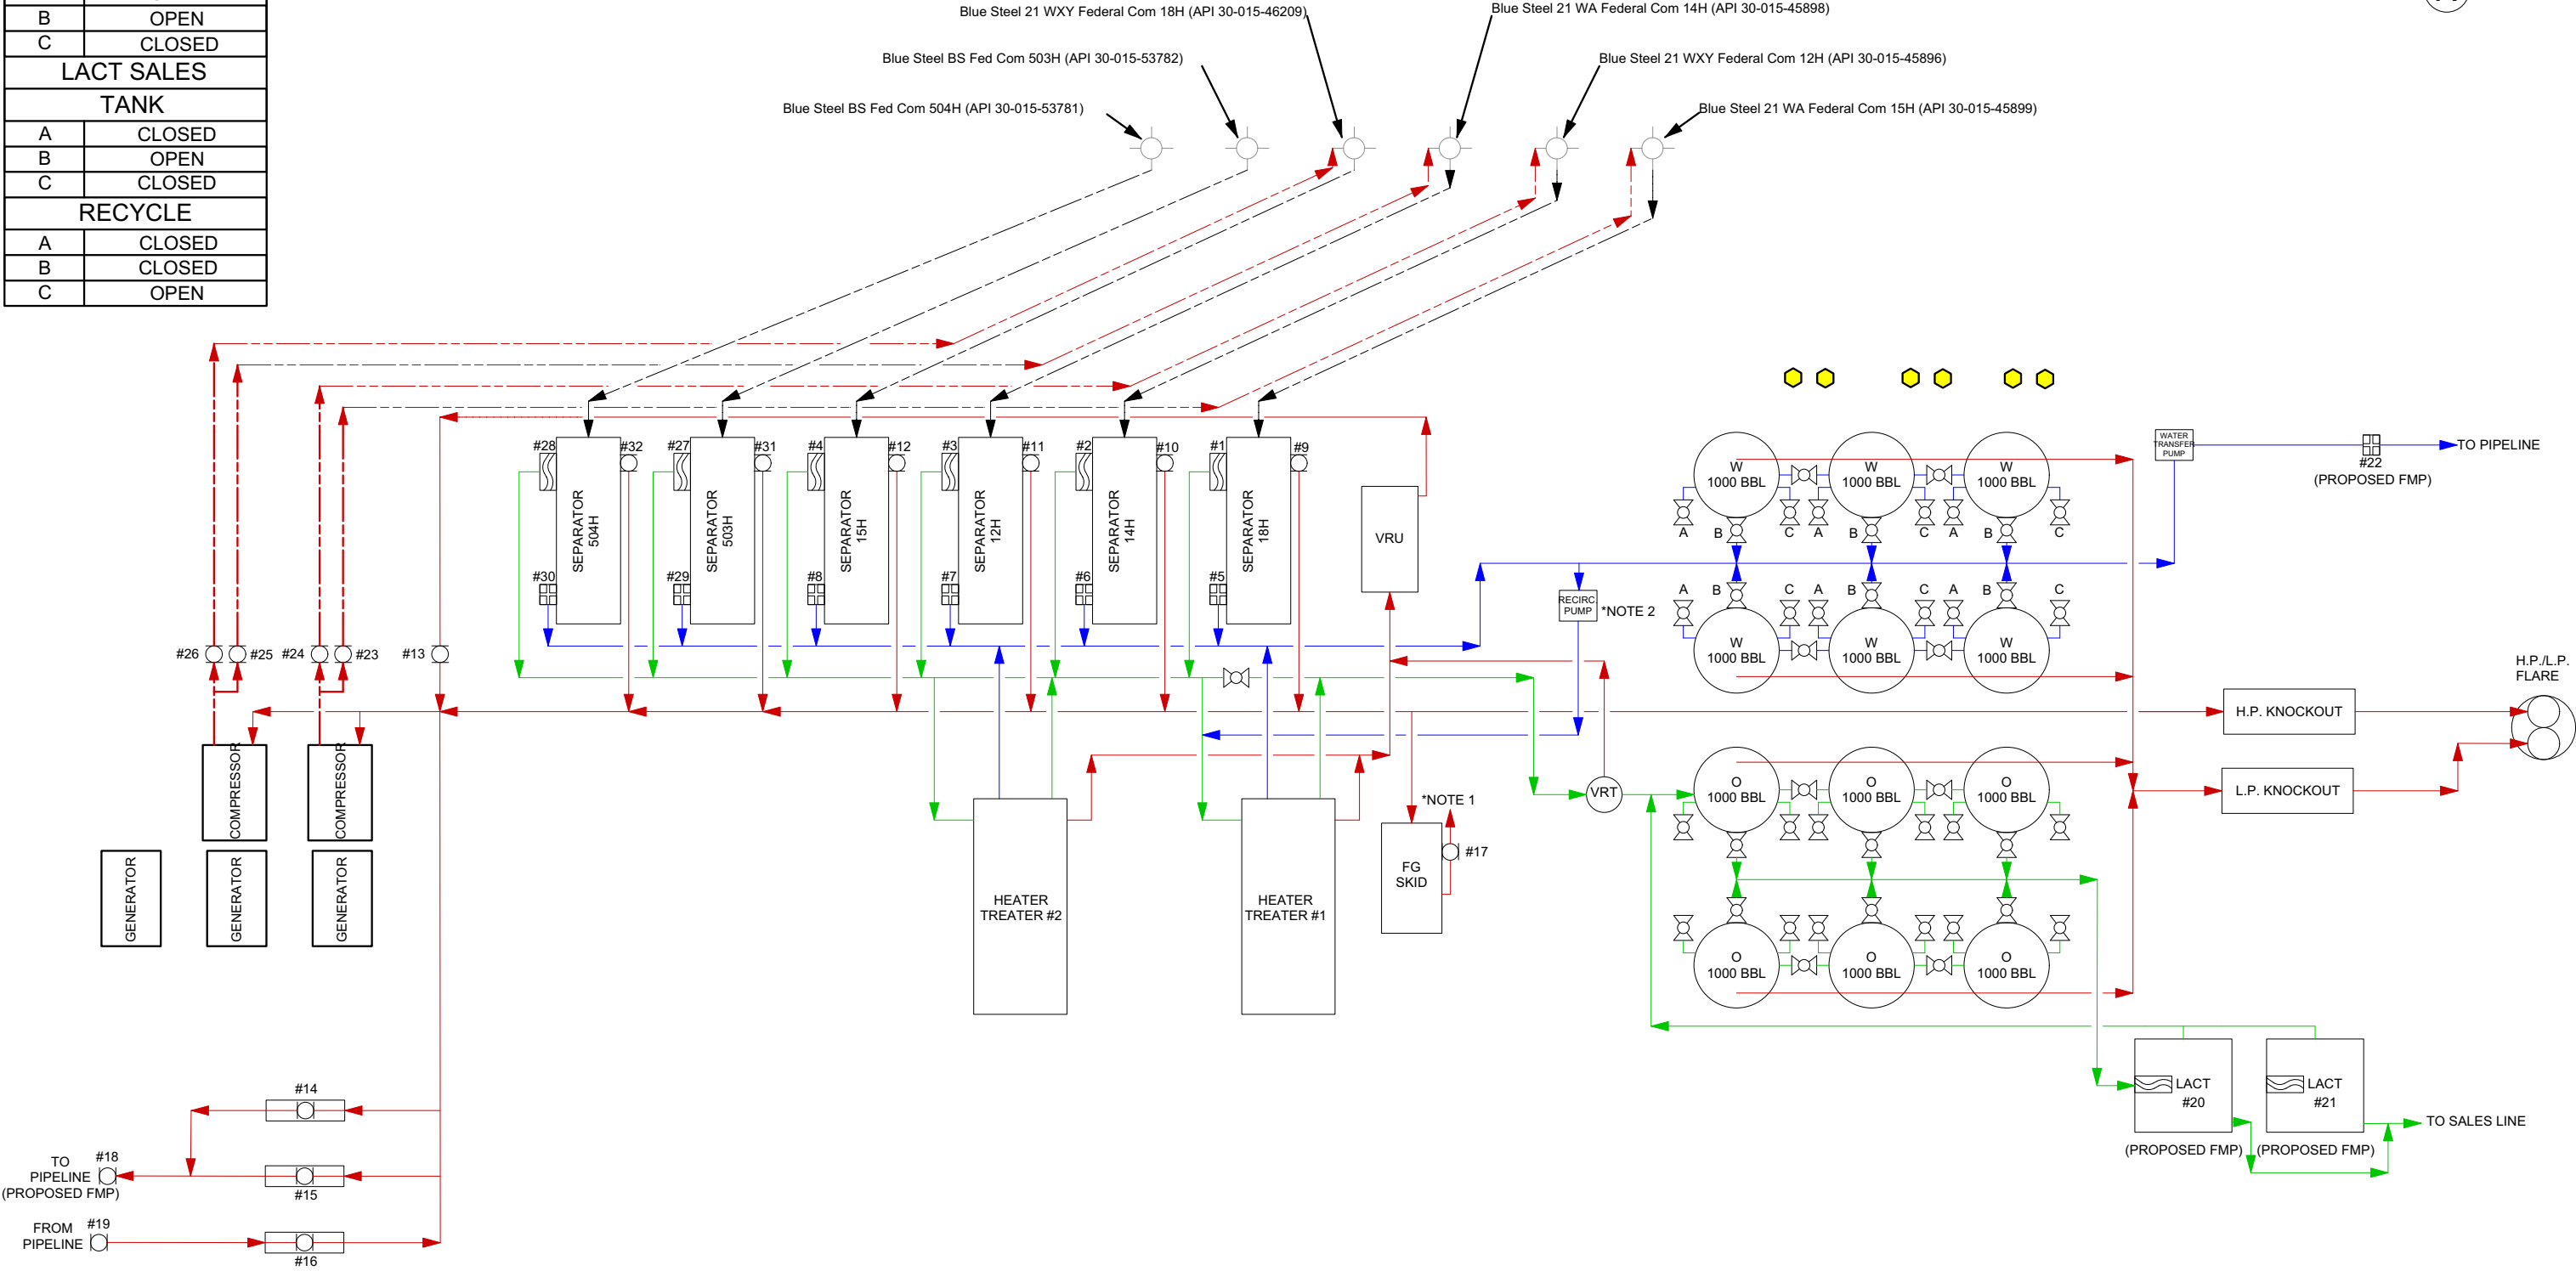 B OPEN
C CLOSED
LACT SALES
TANK
A CLOSED
B OPEN
C CLOSED
RECYCLE
A CLOSED
B CLOSED
C OPEN
Blue Steel 21 WXY Federal Com 18H (API 30-015-46209)
Blue Steel 21 WA Federal Com 14H (API 30-015-45898)
Blue Steel BS Fed Com 503H (API 30-015-53782)
Blue Steel 21 WXY Federal Com 12H (API 30-015-45896)
Blue Steel BS Fed Com 504H (API 30-015-53781)
Blue Steel 21 WA Federal Com 15H (API 30-015-45899)
#28
#32
#27
#31
#4
#12
#3
#11
#2
#10
#1
#9
SEPARATOR
504H
SEPARATOR
503H
SEPARATOR
15H
SEPARATOR
12H
SEPARATOR
14H
SEPARATOR
18H
#30
#29
#8
#7
#6
#5
VRU
RECIRC
PUMP
*NOTE 2
W
1000 BBL
W
1000 BBL
W
1000 BBL
A B C A B C A B C
A B C A B C A B C
W
1000 BBL
W
1000 BBL
W
1000 BBL
WATER
TRANSFER
PUMP
#22
(PROPOSED FMP)
TO PIPELINE
#26
#25
#24
#23
#13
COMPRESSOR
COMPRESSOR
GENERATOR
GENERATOR
GENERATOR
HEATER
TREATER #2
HEATER
TREATER #1
*NOTE 1
#17
FG
SKID
VRT
O
1000 BBL
O
1000 BBL
O
1000 BBL
O
1000 BBL
O
1000 BBL
O
1000 BBL
H.P./L.P.
FLARE
H.P. KNOCKOUT
L.P. KNOCKOUT
LACT
#20
(PROPOSED FMP)
LACT
#21
(PROPOSED FMP)
TO SALES LINE
#14
TO
PIPELINE
(PROPOSED FMP)
#18
#15
FROM
PIPELINE
#19
#16